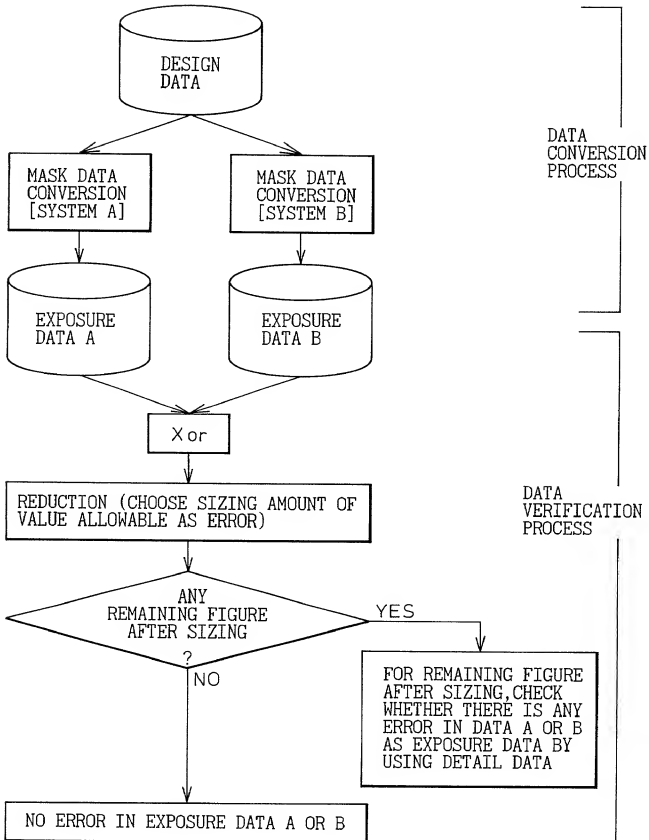 DESIGN
DATA
DATA
CONVERSION
PROCESS
MASK DATA
CONVERSION
[SYSTEM A]
MASK DATA
CONVERSION
[SYSTEM B]
EXPOSURE
DATA A
EXPOSURE
DATA B
Xor
REDUCTION (CHOOSE SIZING AMOUNT OF
VALUE ALLOWABLE AS ERROR)
DATA
VERIFICATION
PROCESS
ANY
REMAINING FIGURE
AFTER SIZING
?
YES
NO
FOR REMAINING FIGURE
AFTER SIZING,CHECK
WHETHER THERE IS ANY
ERROR IN DATA A OR B
AS EXPOSURE DATA BY
USING DETAIL DATA
NO ERROR IN EXPOSURE DATA A OR B